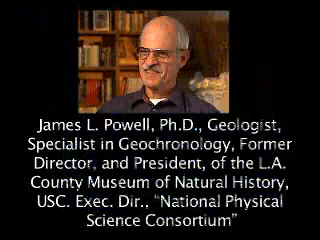 James L. Powell, Ph.D., Geologist,
Specialist in Geochronology, Former
Director, and President, of the L.A.
County Museum of Natural History,
USC. Exec. Dir., “National Physical
Science Consortium”